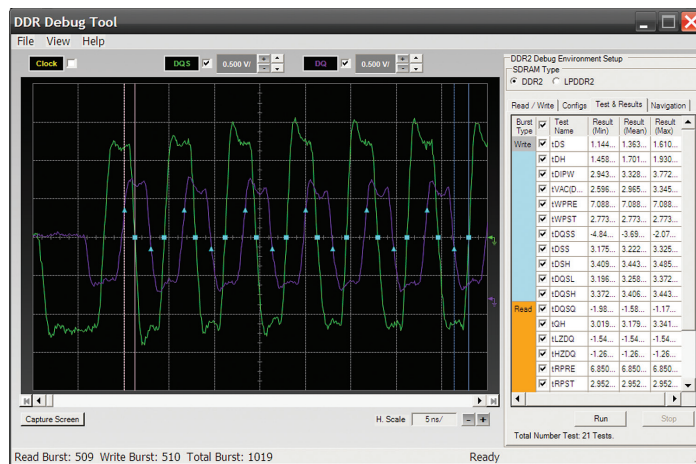 DDR Debug Tool
File View Help
Clock DQS 0.500 V/ DQ 0.500 V/
DDR2 Debug Environment Setup
SDRAM Type
DDR2 LPDDR2
Read / Write Configs Test & Results Navigation
Burst Type Test Name Result (Min) Result (Mean) Result (Max)
Write tDS 1.144... 1.363... 1.610...
tDH 1.458... 1.701... 1.930...
tDIPW 2.943... 3.328... 3.772...
tVAC(D... 2.596... 2.965... 3.345...
tWPRE 7.088... 7.088... 7.088...
tWPST 2.773... 2.773... 2.773...
tDQSS -4.84... -3.69... -2.07...
tDSS 3.175... 3.222... 3.325...
tDSH 3.409... 3.443... 3.485...
tDQSL 3.196... 3.258... 3.372...
tDQSH 3.372... 3.406... 3.443...
Read tDQSQ -1.98... -1.58... -1.17...
tQH 3.019... 3.179... 3.341...
tLZDQ -1.54... -1.54... -1.54...
tHZDQ -1.26... -1.26... -1.26...
tRPRE 6.850... 6.850... 6.850...
tRPST 2.952... 2.952... 2.952...
Capture Screen H. Scale 5 ns/ - +
Run Stop
Total Number Test: 21 Tests.
Read Burst: 509 Write Burst: 510 Total Burst: 1019 Ready